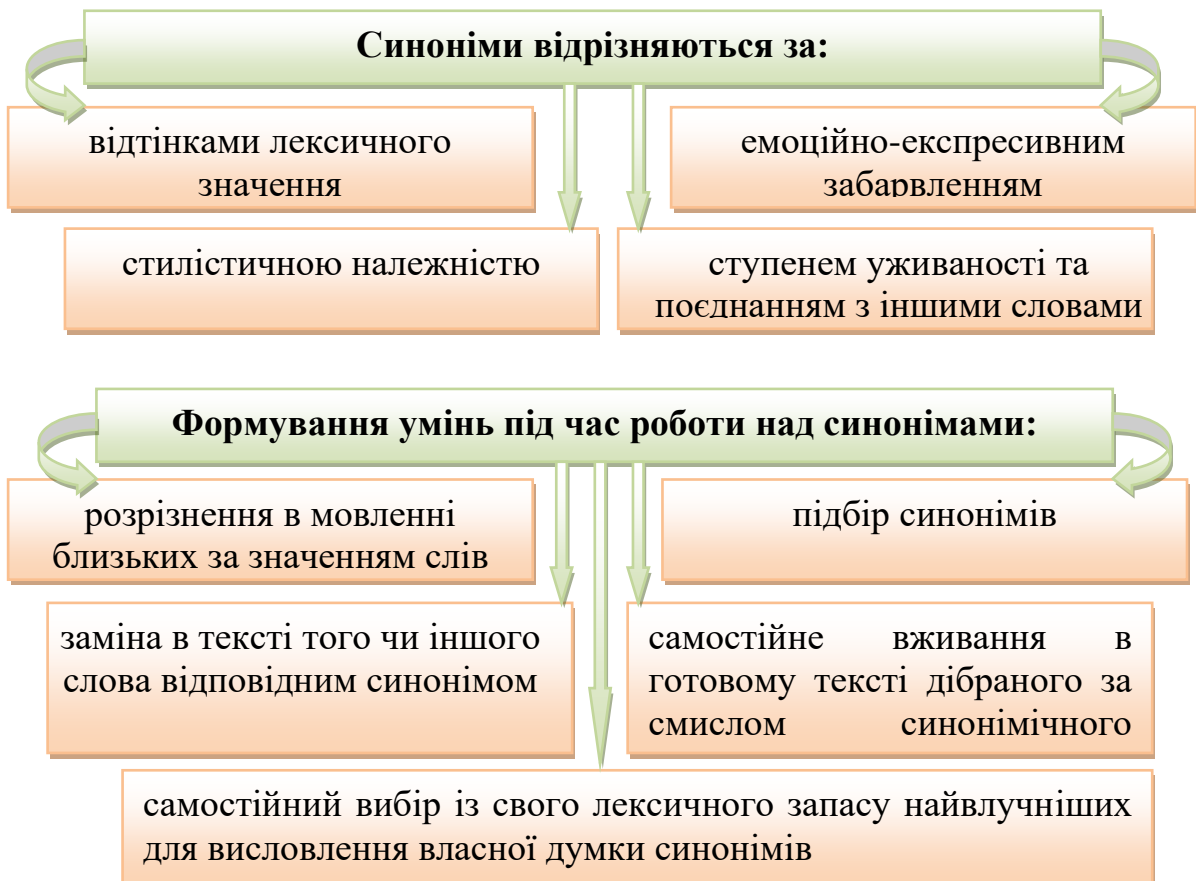 Синоніми відрізняються за:
відтінками лексичного
значення
емоційно-експресивним
забарвленням
стилістичною належністю
ступенем уживаності та
поєднанням з іншими словами
Формування умінь під час роботи над синонімами:
розрізнення в мовленні
близьких за значенням слів
підбір синонімів
заміна в тексті того чи іншого
слова відповідним синонімом
самостійне вживання в
готовому тексті дібраного за
смислом синонімічного
самостійний вибір із свого лексичного запасу найвлучніших
для висловлення власної думки синонімів